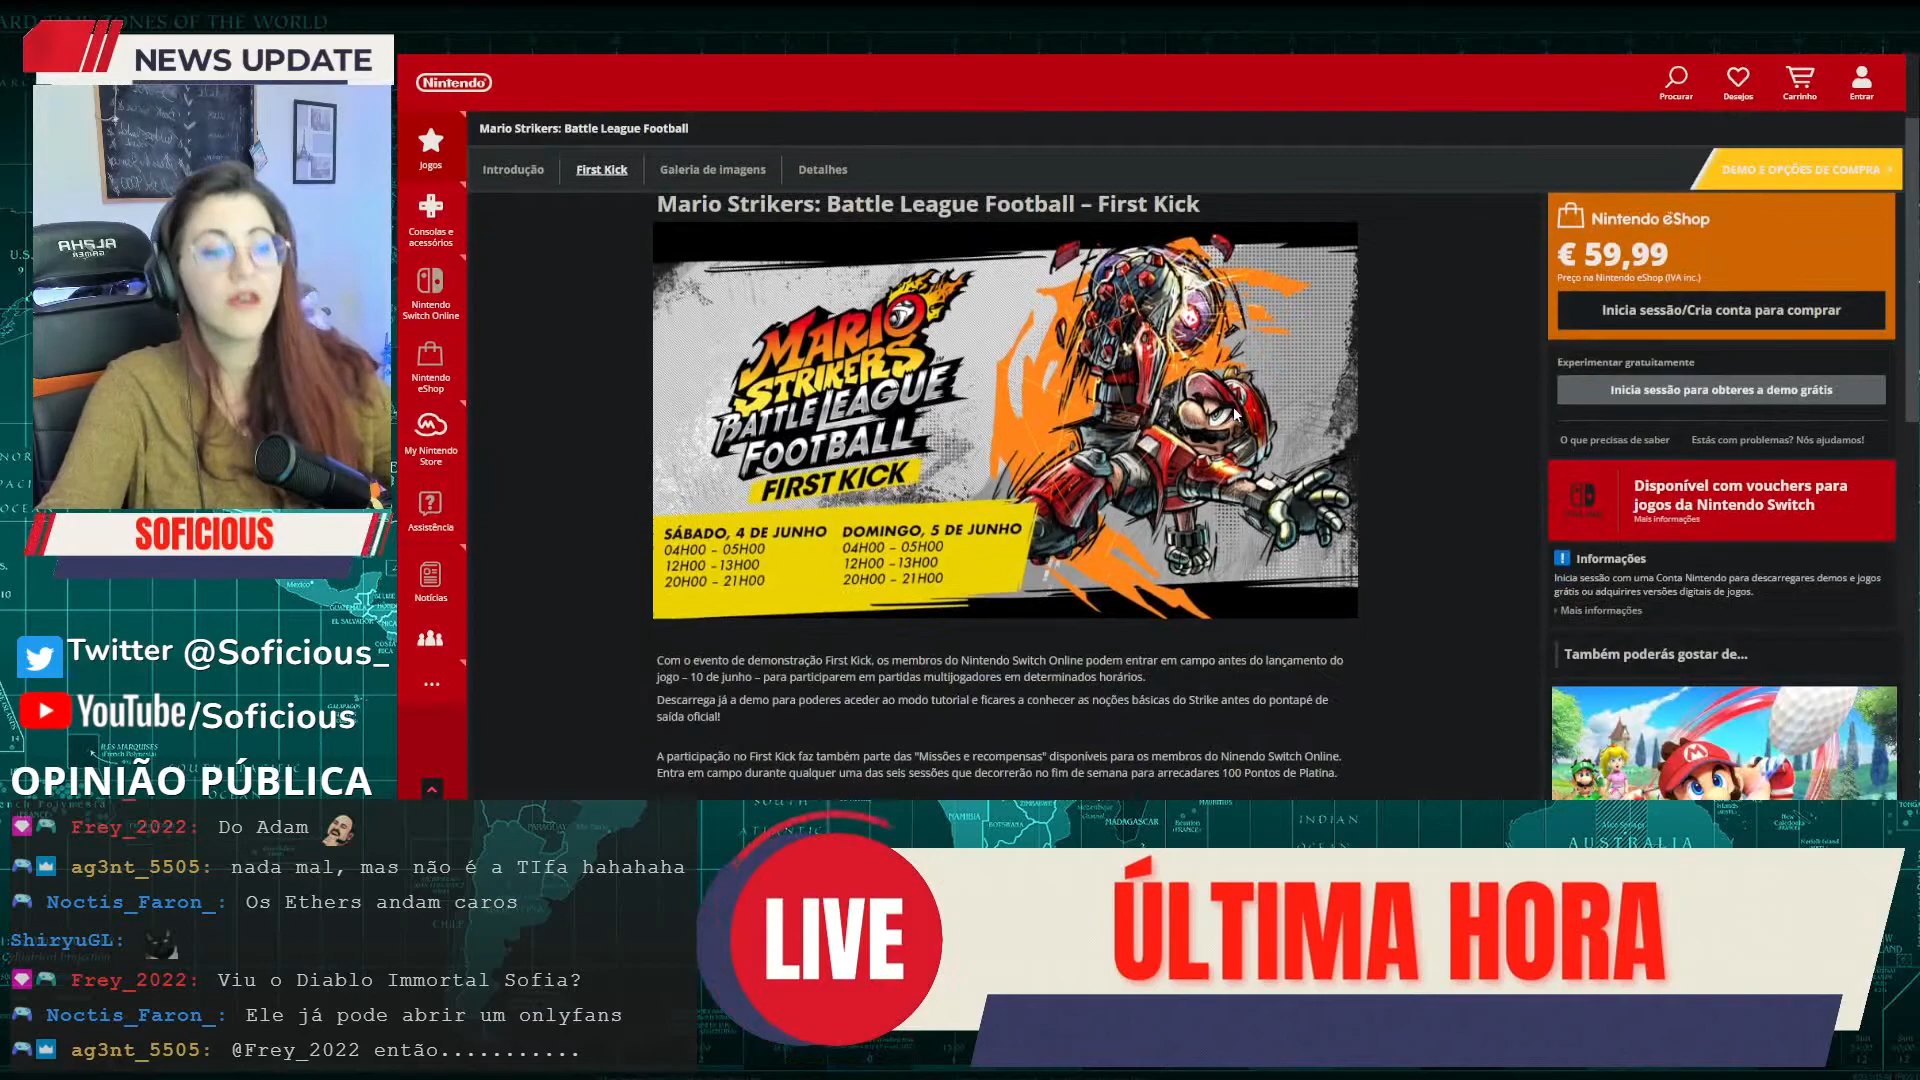 NEWS UPDATE
SOFICIOUS
Twitter @Soficious_
YouTube/Soficious
OPINIÃO PÚBLICA
Frey_2022: Do Adam
ag3nt_5505: nada mal, mas não é a TIfa hahahaha
Noctis_Faron_: Os Ethers andam caros
ShiryuGL:
Frey_2022: Viu o Diablo Immortal Sofia?
Noctis_Faron_: Ele já pode abrir um onlyfans
ag3nt_5505: @Frey_2022 então...........
Nintendo
Procurar
Desejos
Carrinho
Entrar
Jogos
Consolas e
acessórios
Nintendo
Switch Online
Nintendo
eShop
My Nintendo
Store
Assistência
Notícias
Mario Strikers: Battle League Football
Introdução
First Kick
Galeria de imagens
Detalhes
DEMO E OPÇÕES DE COMPRA
Mario Strikers: Battle League Football – First Kick
MARIO
STRIKERS
BATTLE LEAGUE
FOOTBALL
FIRST KICK
SÁBADO, 4 DE JUNHO
04H00 - 05H00
12H00 -13H00
20H00 - 21H00
DOMINGO, 5 DE JUNHO
04H00 - 05H00
12H00 -13H00
20H00 - 21H00
Com o evento de demonstração First Kick, os membros do Nintendo Switch Online podem entrar em campo antes do lançamento do
jogo – 10 de junho – para participarem em partidas multijogadores em determinados horários.
Descarrega já a demo para poderes aceder ao modo tutorial e ficares a conhecer as noções básicas do Strike antes do pontapé de
saída oficial!
A participação no First Kick faz também parte das "Missões e recompensas" disponíveis para os membros do Ninendo Switch Online.
Entra em campo durante qualquer uma das seis sessões que decorrerão no fim de semana para arrecadares 100 Pontos de Platina.
Nintendo eShop
€ 59,99
Preço na Nintendo eShop (IVA inc.)
Inicia sessão/Cria conta para comprar
Experimentar gratuitamente
Inicia sessão para obteres a demo grátis
O que precisas de saber
Estás com problemas? Nós ajudamos!
Disponível com vouchers para
jogos da Nintendo Switch
Mais informações
Informações
Inicia sessão com uma Conta Nintendo para descarregares demos e jogos
grátis ou adquirires versões digitais de jogos.
Mais informações
Também poderás gostar de...
LIVE
ÚLTIMA HORA